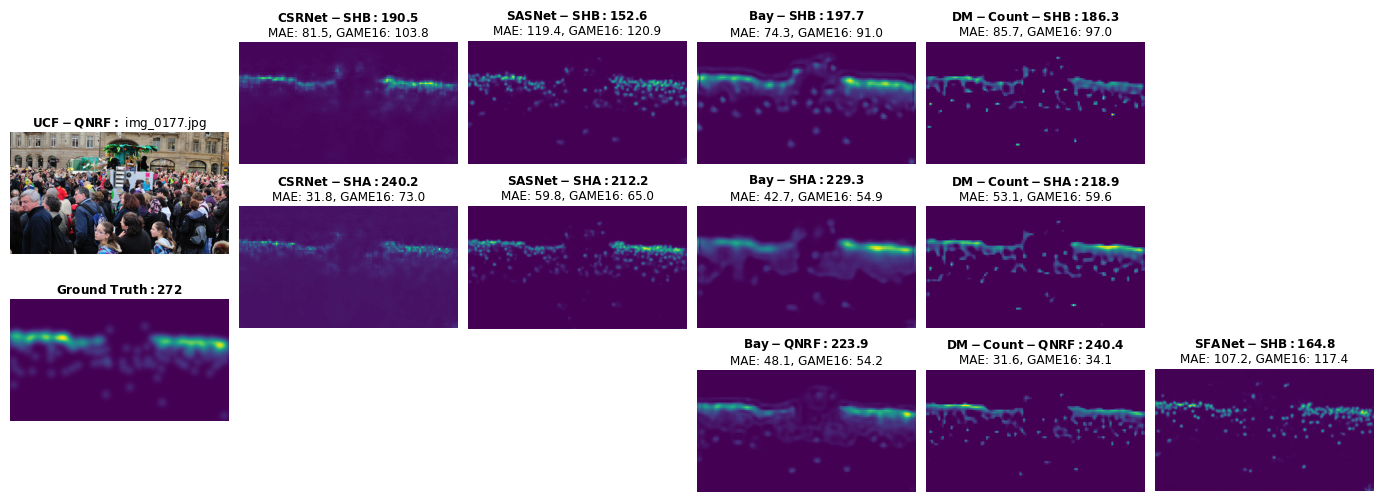 CSRNet−SHB: 190.5
MAE: 81.5, GAME16: 103.8
SASNet−SHB: 152.6
MAE: 119.4, GAME16: 120.9
Bay−SHB: 197.7
MAE: 74.3, GAME16: 91.0
DM−Count−SHB: 186.3
MAE: 85.7, GAME16: 97.0
UCF−QNRF: img_0177.jpg
CSRNet−SHA: 240.2
MAE: 31.8, GAME16: 73.0
SASNet−SHA: 212.2
MAE: 59.8, GAME16: 65.0
Bay−SHA: 229.3
MAE: 42.7, GAME16: 54.9
DM−Count−SHA: 218.9
MAE: 53.1, GAME16: 59.6
Ground Truth: 272
Bay−QNRF: 223.9
MAE: 48.1, GAME16: 54.2
DM−Count−QNRF: 240.4
MAE: 31.6, GAME16: 34.1
SFANet−SHB: 164.8
MAE: 107.2, GAME16: 117.4